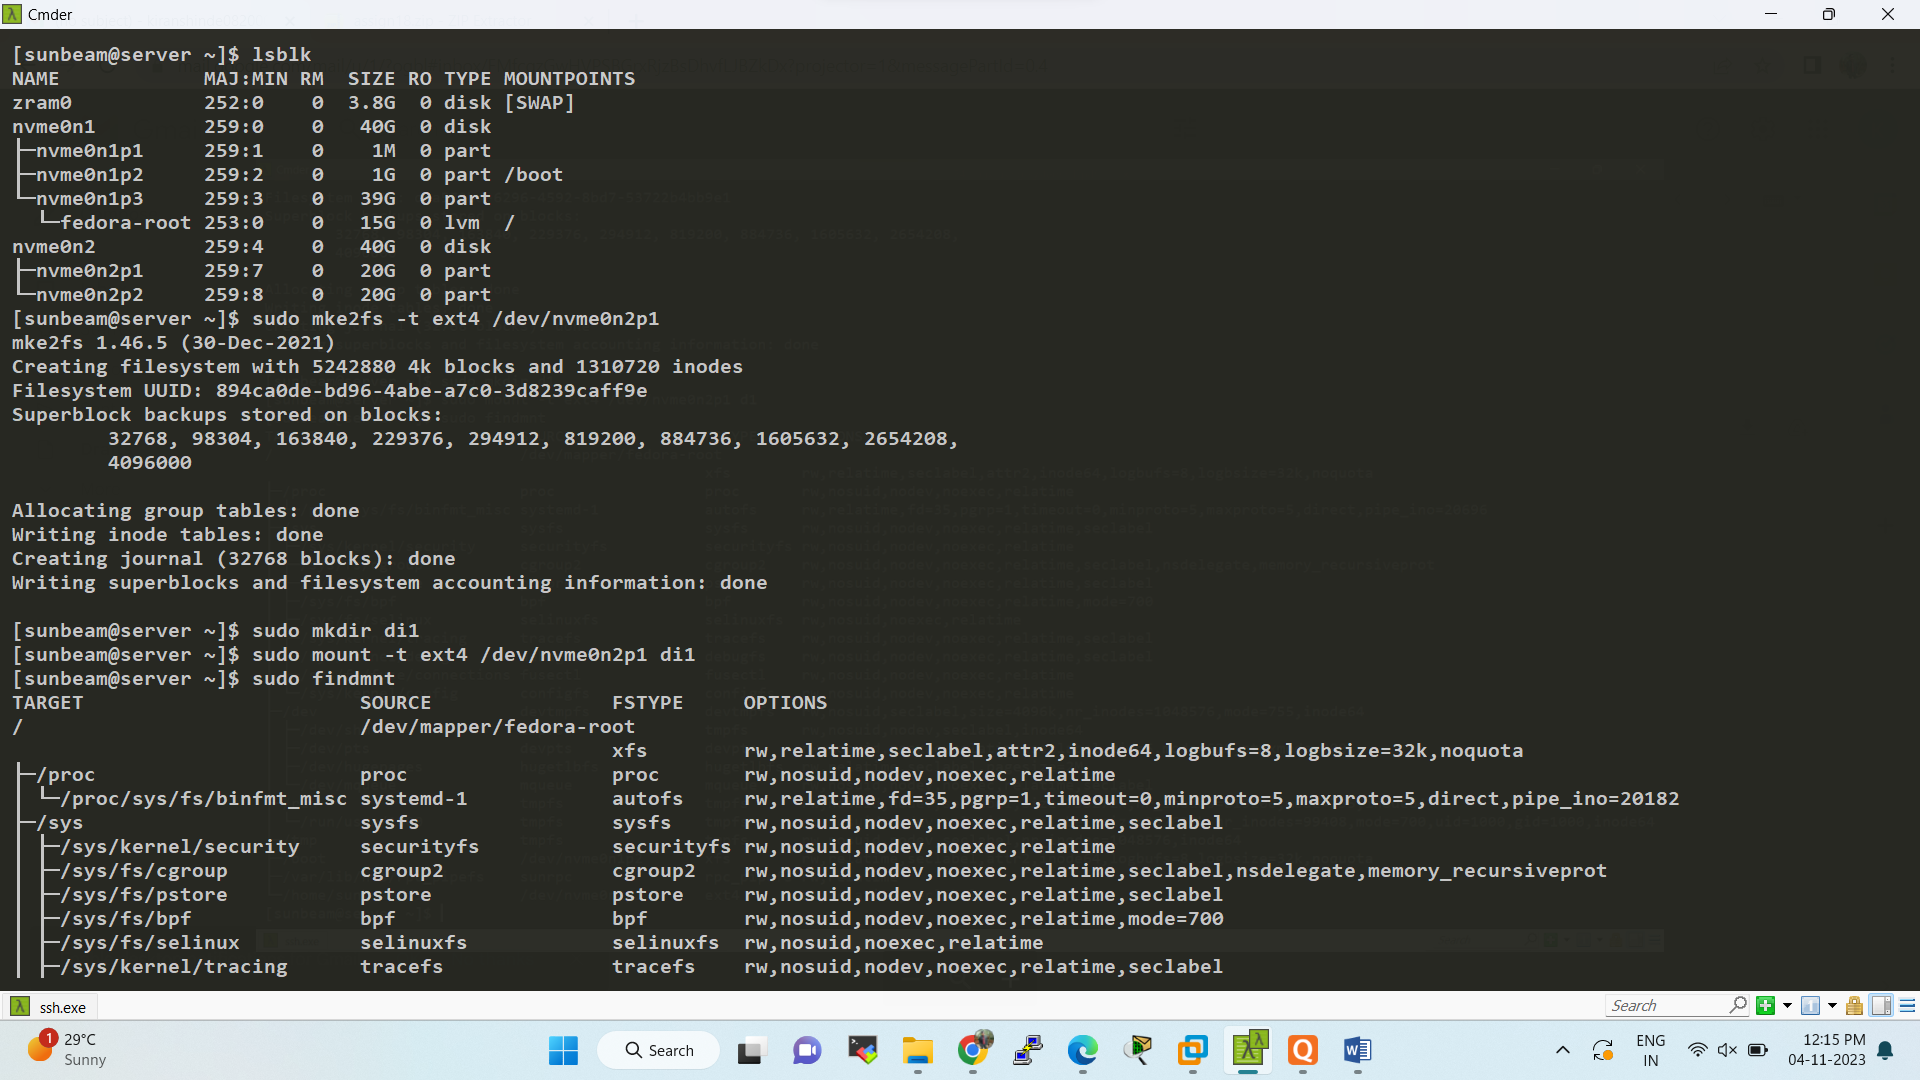 Cmder
[sunbeam@server ~]$ lsblk
NAME            MAJ:MIN RM  SIZE RO TYPE MOUNTPOINTS
zram0           252:0    0  3.8G  0 disk [SWAP]
nvme0n1         259:0    0   40G  0 disk
├─nvme0n1p1     259:1    0    1M  0 part
├─nvme0n1p2     259:2    0    1G  0 part /boot
└─nvme0n1p3     259:3    0   39G  0 part
  └─fedora-root 253:0    0   15G  0 lvm  /
nvme0n2         259:4    0   40G  0 disk
├─nvme0n2p1     259:7    0   20G  0 part
└─nvme0n2p2     259:8    0   20G  0 part
[sunbeam@server ~]$ sudo mke2fs -t ext4 /dev/nvme0n2p1
mke2fs 1.46.5 (30-Dec-2021)
Creating filesystem with 5242880 4k blocks and 1310720 inodes
Filesystem UUID: 894ca0de-bd96-4abe-a7c0-3d8239caff9e
Superblock backups stored on blocks:
        32768, 98304, 163840, 229376, 294912, 819200, 884736, 1605632, 2654208,
        4096000
Allocating group tables: done
Writing inode tables: done
Creating journal (32768 blocks): done
Writing superblocks and filesystem accounting information: done
[sunbeam@server ~]$ sudo mkdir di1
[sunbeam@server ~]$ sudo mount -t ext4 /dev/nvme0n2p1 di1
[sunbeam@server ~]$ sudo findmnt
TARGET                       SOURCE               FSTYPE     OPTIONS
/                            /dev/mapper/fedora-root
                                                  xfs        rw,relatime,seclabel,attr2,inode64,logbufs=8,logbsize=32k,noquota
├─/proc                      proc                 proc       rw,nosuid,nodev,noexec,relatime
│ └─/proc/sys/fs/binfmt_misc systemd-1            autofs     rw,relatime,fd=35,pgrp=1,timeout=0,minproto=5,maxproto=5,direct,pipe_ino=20182
├─/sys                       sysfs                sysfs      rw,nosuid,nodev,noexec,relatime,seclabel
│ ├─/sys/kernel/security     securityfs           securityfs rw,nosuid,nodev,noexec,relatime
│ ├─/sys/fs/cgroup           cgroup2              cgroup2    rw,nosuid,nodev,noexec,relatime,seclabel,nsdelegate,memory_recursiveprot
│ ├─/sys/fs/pstore           pstore               pstore     rw,nosuid,nodev,noexec,relatime,seclabel
│ ├─/sys/fs/bpf              bpf                  bpf        rw,nosuid,nodev,noexec,relatime,mode=700
│ ├─/sys/fs/selinux          selinuxfs            selinuxfs  rw,nosuid,noexec,relatime
│ ├─/sys/kernel/tracing      tracefs              tracefs    rw,nosuid,nodev,noexec,relatime,seclabel
ssh.exe
Search
1
29°C
Sunny
Search
ENG
IN
12:15 PM
04-11-2023